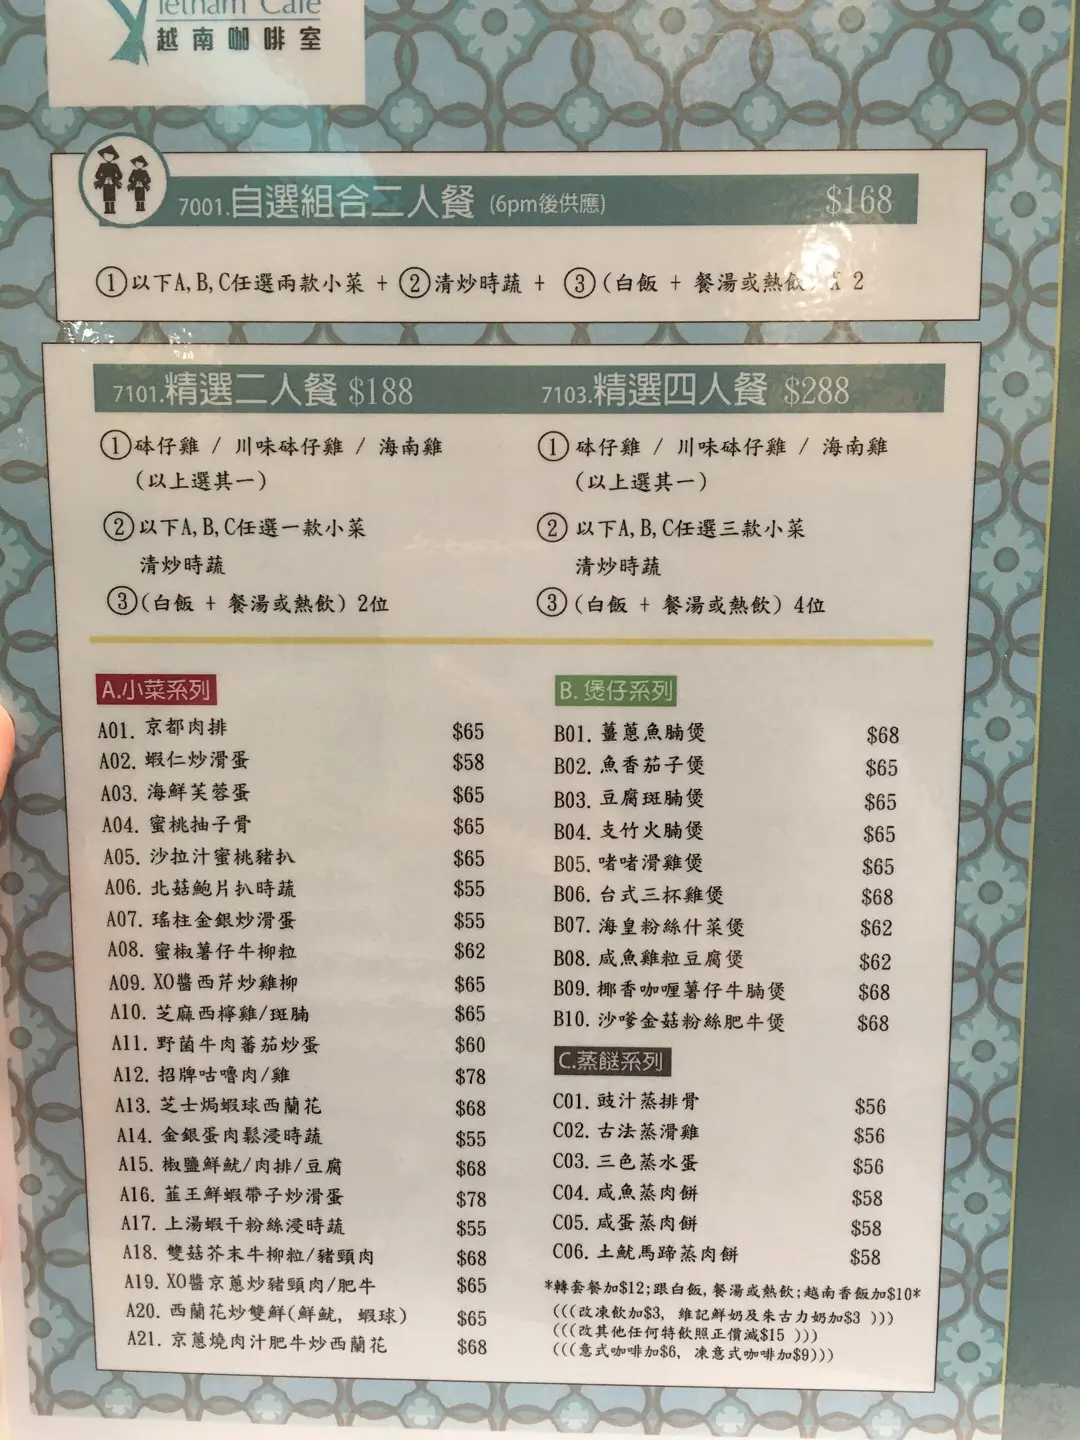 ietnam Cafe
越南咖啡室
7001.自選組合二人餐 (6pm後供應) $168
①以下A,B,C任選兩款小菜 + ②清炒時蔬 + ③(白飯 + 餐湯或熱飲) X 2
7101.精選二人餐 $188
①砵仔雞 / 川味砵仔雞 / 海南雞
(以上選其一)
②以下A,B,C任選一款小菜
清炒時蔬
③(白飯 + 餐湯或熱飲) 2位
7103.精選四人餐 $288
①砵仔雞 / 川味砵仔雞 / 海南雞
(以上選其一)
②以下A,B,C任選三款小菜
清炒時蔬
③(白飯 + 餐湯或熱飲) 4位
A.小菜系列
A01. 京都肉排 $65
A02. 蝦仁炒滑蛋 $58
A03. 海鮮芙蓉蛋 $65
A04. 蜜桃抽子骨 $65
A05. 沙拉汁蜜桃豬扒 $65
A06. 北菇鮑片扒時蔬 $55
A07. 瑤柱金銀炒滑蛋 $55
A08. 蜜椒薯仔牛柳粒 $62
A09. XO醬西芹炒雞柳 $65
A10. 芝麻西檸雞/斑腩 $65
A11. 野菌牛肉蕃茄炒蛋 $60
A12. 招牌咕嚕肉/雞 $78
A13. 芝士焗蝦球西蘭花 $68
A14. 金銀蛋肉鬆浸時蔬 $55
A15. 椒鹽鮮魷/肉排/豆腐 $68
A16. 韮王鮮蝦帶子炒滑蛋 $78
A17. 上湯蝦干粉絲浸時蔬 $55
A18. 雙菇芥末牛柳粒/豬頸肉 $68
A19. XO醬京蔥炒豬頸肉/肥牛 $65
A20. 西蘭花炒雙鮮(鮮魷, 蝦球) $65
A21. 京蔥燒肉汁肥牛炒西蘭花 $68
B. 煲仔系列
B01. 薑蔥魚腩煲 $68
B02. 魚香茄子煲 $65
B03. 豆腐斑腩煲 $65
B04. 支竹火腩煲 $65
B05. 啫啫滑雞煲 $65
B06. 台式三杯雞煲 $68
B07. 海皇粉絲什菜煲 $62
B08. 咸魚雞粒豆腐煲 $62
B09. 椰香咖喱薯仔牛腩煲 $68
B10. 沙嗲金菇粉絲肥牛煲 $68
C.蒸餸系列
C01. 豉汁蒸排骨 $56
C02. 古法蒸滑雞 $56
C03. 三色蒸水蛋 $56
C04. 咸魚蒸肉餅 $58
C05. 咸蛋蒸肉餅 $58
C06. 土魷馬蹄蒸肉餅 $58
*轉套餐加$12;跟白飯,餐湯或熱飲;越南香飯加$10*
(((改凍飲加$3, 維記鮮奶及朱古力奶加$3 )))
(((改其他任何特飲照正價減$15 )))
(((意式咖啡加$6, 凍意式咖啡加$9)))